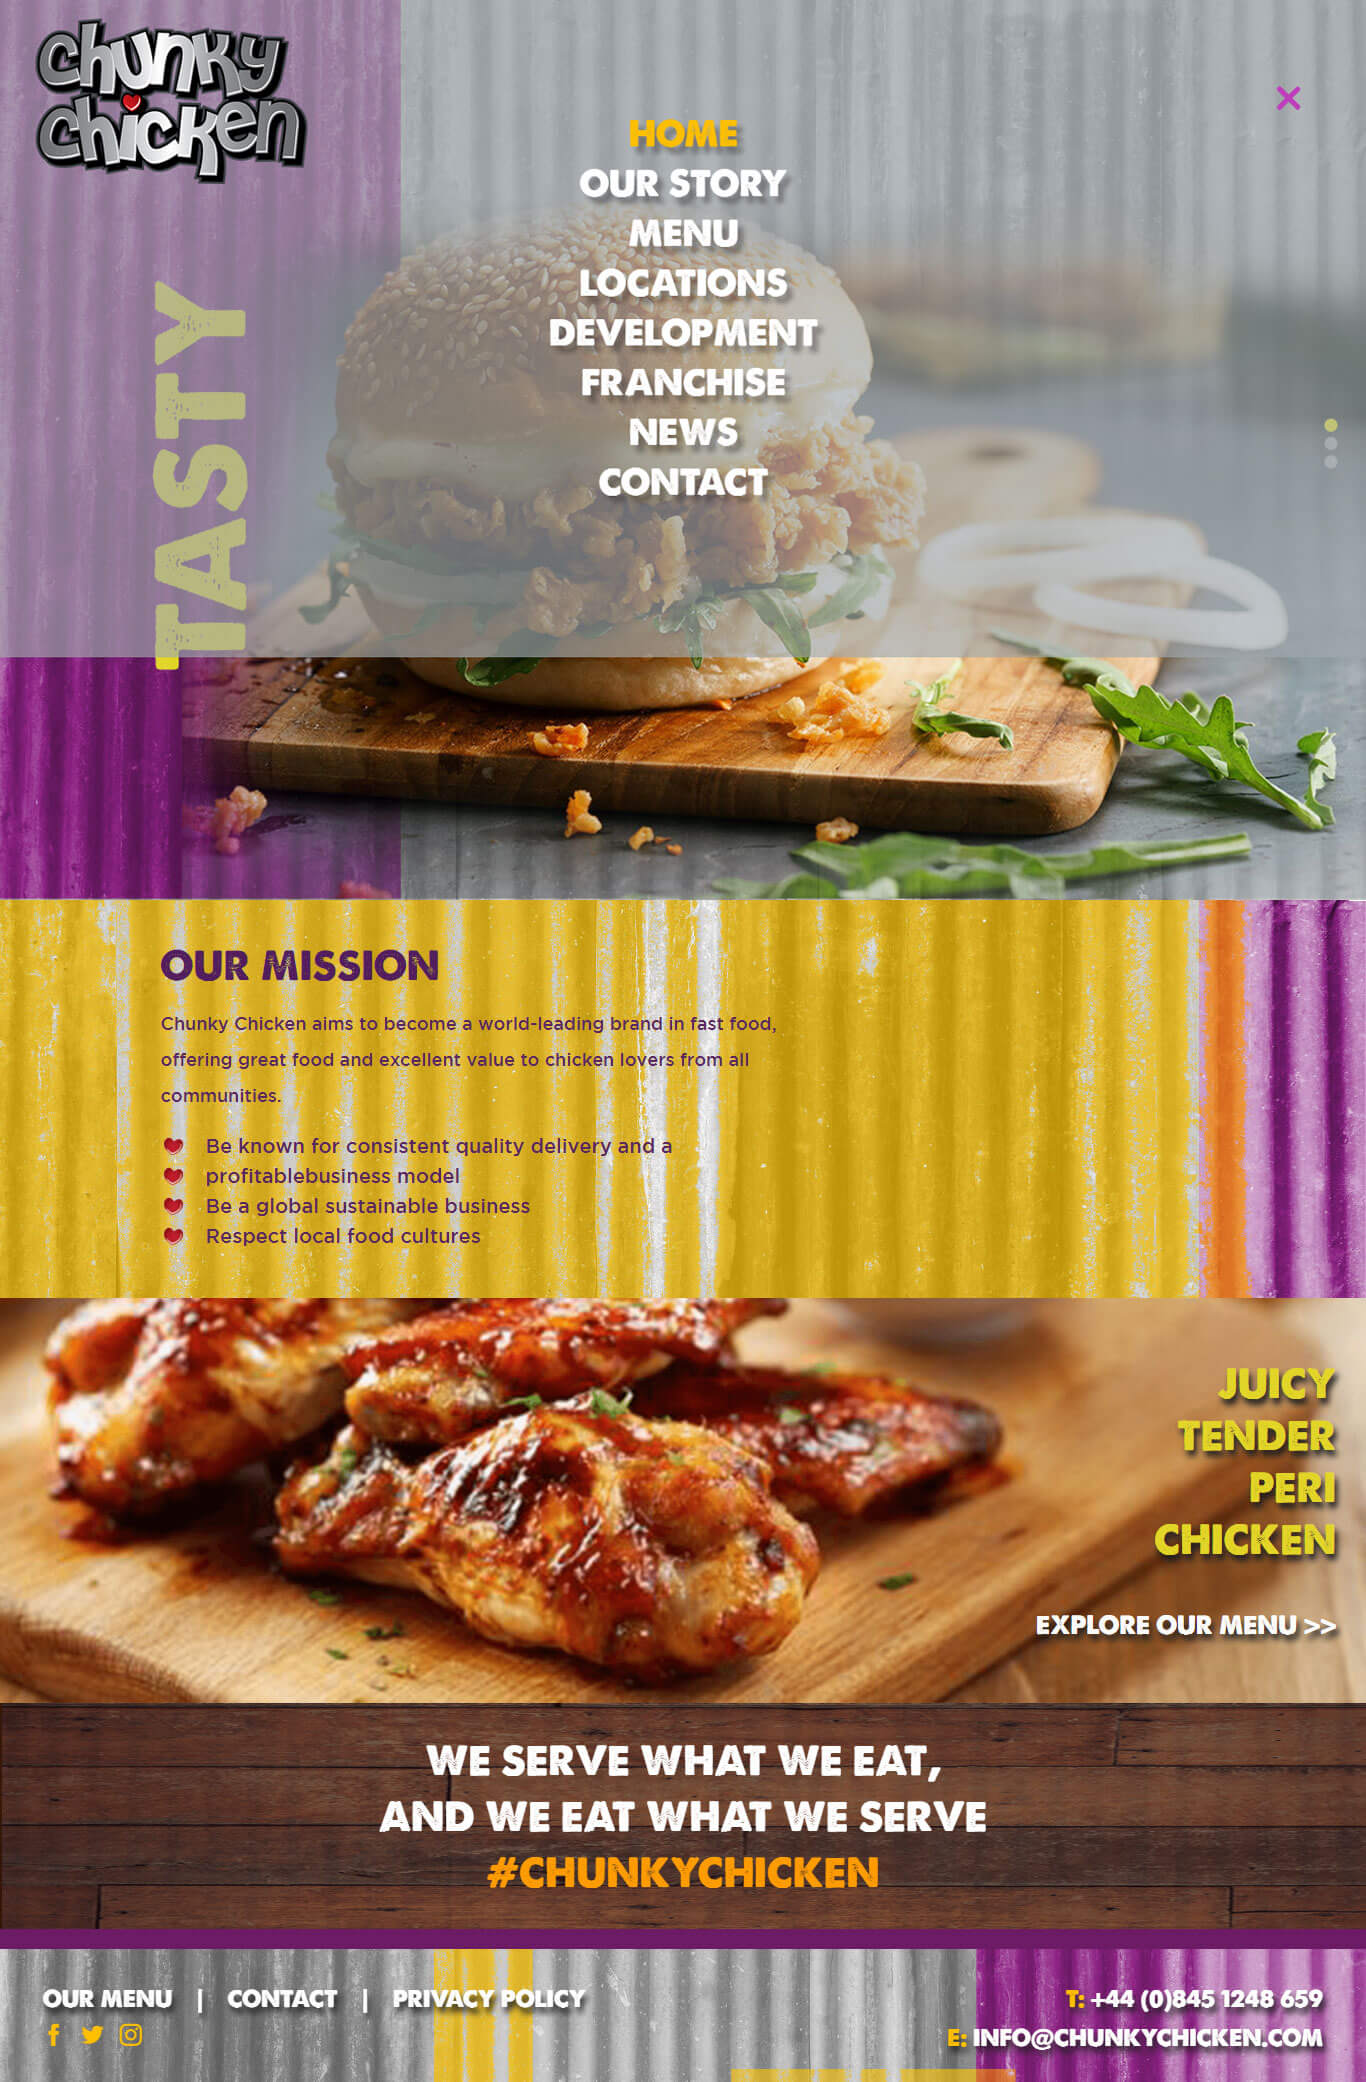 chunky
chicken
HOME
OUR STORY
MENU
LOCATIONS
DEVELOPMENT
FRANCHISE
NEWS
CONTACT
TASTY
OUR MISSION
Chunky Chicken aims to become a world-leading brand in fast food,
offering great food and excellent value to chicken lovers from all
communities.
Be known for consistent quality delivery and a
profitablebusiness model
Be a global sustainable business
Respect local food cultures
JUICY
TENDER
PERI
CHICKEN
EXPLORE OUR MENU >>
WE SERVE WHAT WE EAT,
AND WE EAT WHAT WE SERVE
#CHUNKYCHICKEN
OUR MENU | CONTACT | PRIVACY POLICY
T: +44 (0)845 1248 659
E: INFO@CHUNKYCHICKEN.COM